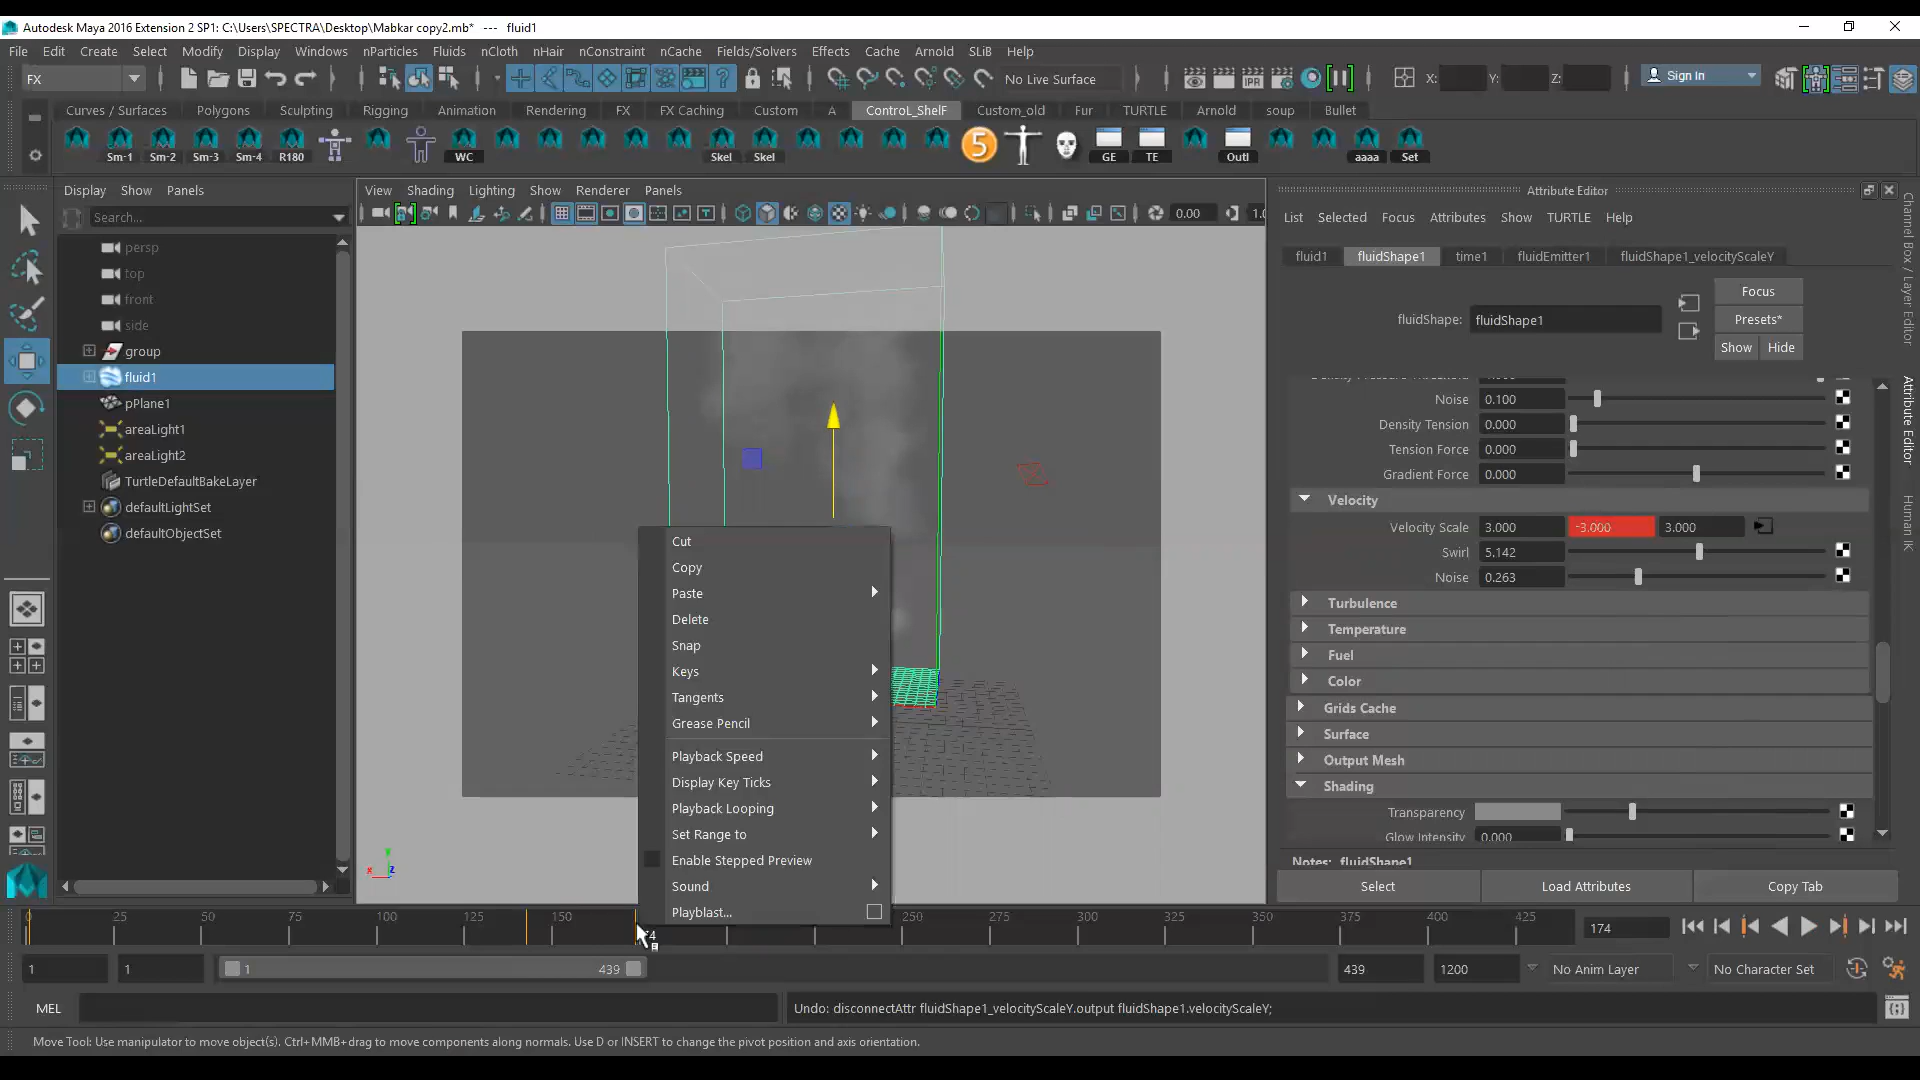 Autodesk Maya 2016 Extension 2 SP1: C:\Users\SPECTRA\Desktop\Mabkar copy2.mb* --- fluid1
File Edit Create Select Modify Display Windows nParticles Fluids nCloth nHair nConstraint nCache Fields/Solvers Effects Cache Arnold SLiB Help
FX No Live Surface X: Y: Z: Sign In
Curves / Surfaces Polygons Sculpting Rigging Animation Rendering FX FX Caching Custom A ControL_ShelF Custom_old Fur TURTLE Arnold soup Bullet
Sm-1 Sm-2 Sm-3 Sm-4 R180 WC Skel Skel 5 GE TE Outl aaaa Set
Display Show Panels
Search...
persp
top
front
side
group
fluid1
pPlane1
areaLight1
areaLight2
TurtleDefaultBakeLayer
defaultLightSet
defaultObjectSet
View Shading Lighting Show Renderer Panels
0.00 1.0
Cut
Copy
Paste
Delete
Snap
Keys
Tangents
Grease Pencil
Playback Speed
Display Key Ticks
Playback Looping
Set Range to
Enable Stepped Preview
Sound
Playblast...
Attribute Editor
List Selected Focus Attributes Show TURTLE Help
fluid1 fluidShape1 time1 fluidEmitter1 fluidShape1_velocityScaleY
fluidShape: fluidShape1
Focus
Presets*
Show Hide
Noise 0.100
Density Tension 0.000
Tension Force 0.000
Gradient Force 0.000
Velocity
Velocity Scale 3.000 -3.000 3.000
Swirl 5.142
Noise 0.263
Turbulence
Temperature
Fuel
Color
Grids Cache
Surface
Output Mesh
Shading
Transparency
Glow Intensity 0.000
Notes: fluidShape1
Select Load Attributes Copy Tab
Channel Box / Layer Editor
Attribute Editor
Human IK
0 25 50 75 100 125 150 250 275 300 325 350 375 400 425 174
1 1 1 439 439 1200 No Anim Layer No Character Set
MEL Undo: disconnectAttr fluidShape1_velocityScaleY.output fluidShape1.velocityScaleY;
Move Tool: Use manipulator to move object(s). Ctrl+MMB+drag to move components along normals. Use D or INSERT to change the pivot position and axis orientation.